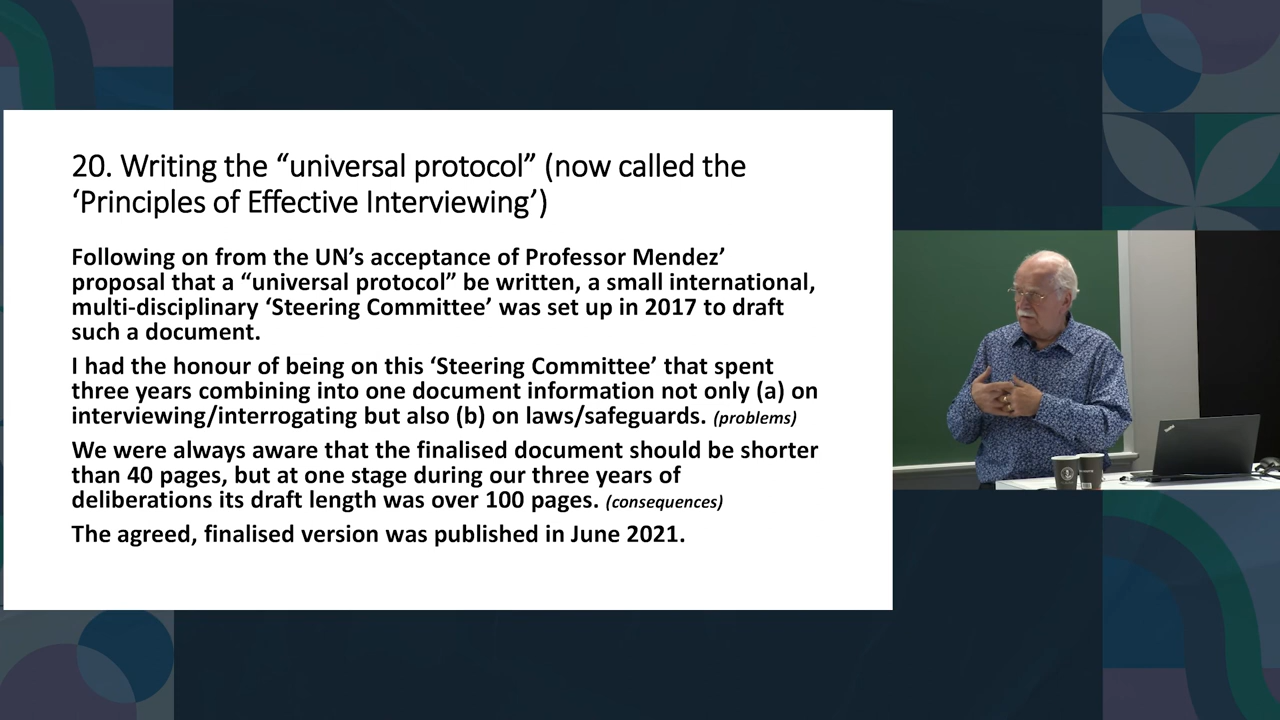 20. Writing the “universal protocol” (now called the
‘Principles of Effective Interviewing’)
Following on from the UN’s acceptance of Professor Mendez’
proposal that a “universal protocol” be written, a small international,
multi-disciplinary ‘Steering Committee’ was set up in 2017 to draft
such a document.
I had the honour of being on this ‘Steering Committee’ that spent
three years combining into one document information not only (a) on
interviewing/interrogating but also (b) on laws/safeguards. (problems)
We were always aware that the finalised document should be shorter
than 40 pages, but at one stage during our three years of
deliberations its draft length was over 100 pages. (consequences)
The agreed, finalised version was published in June 2021.